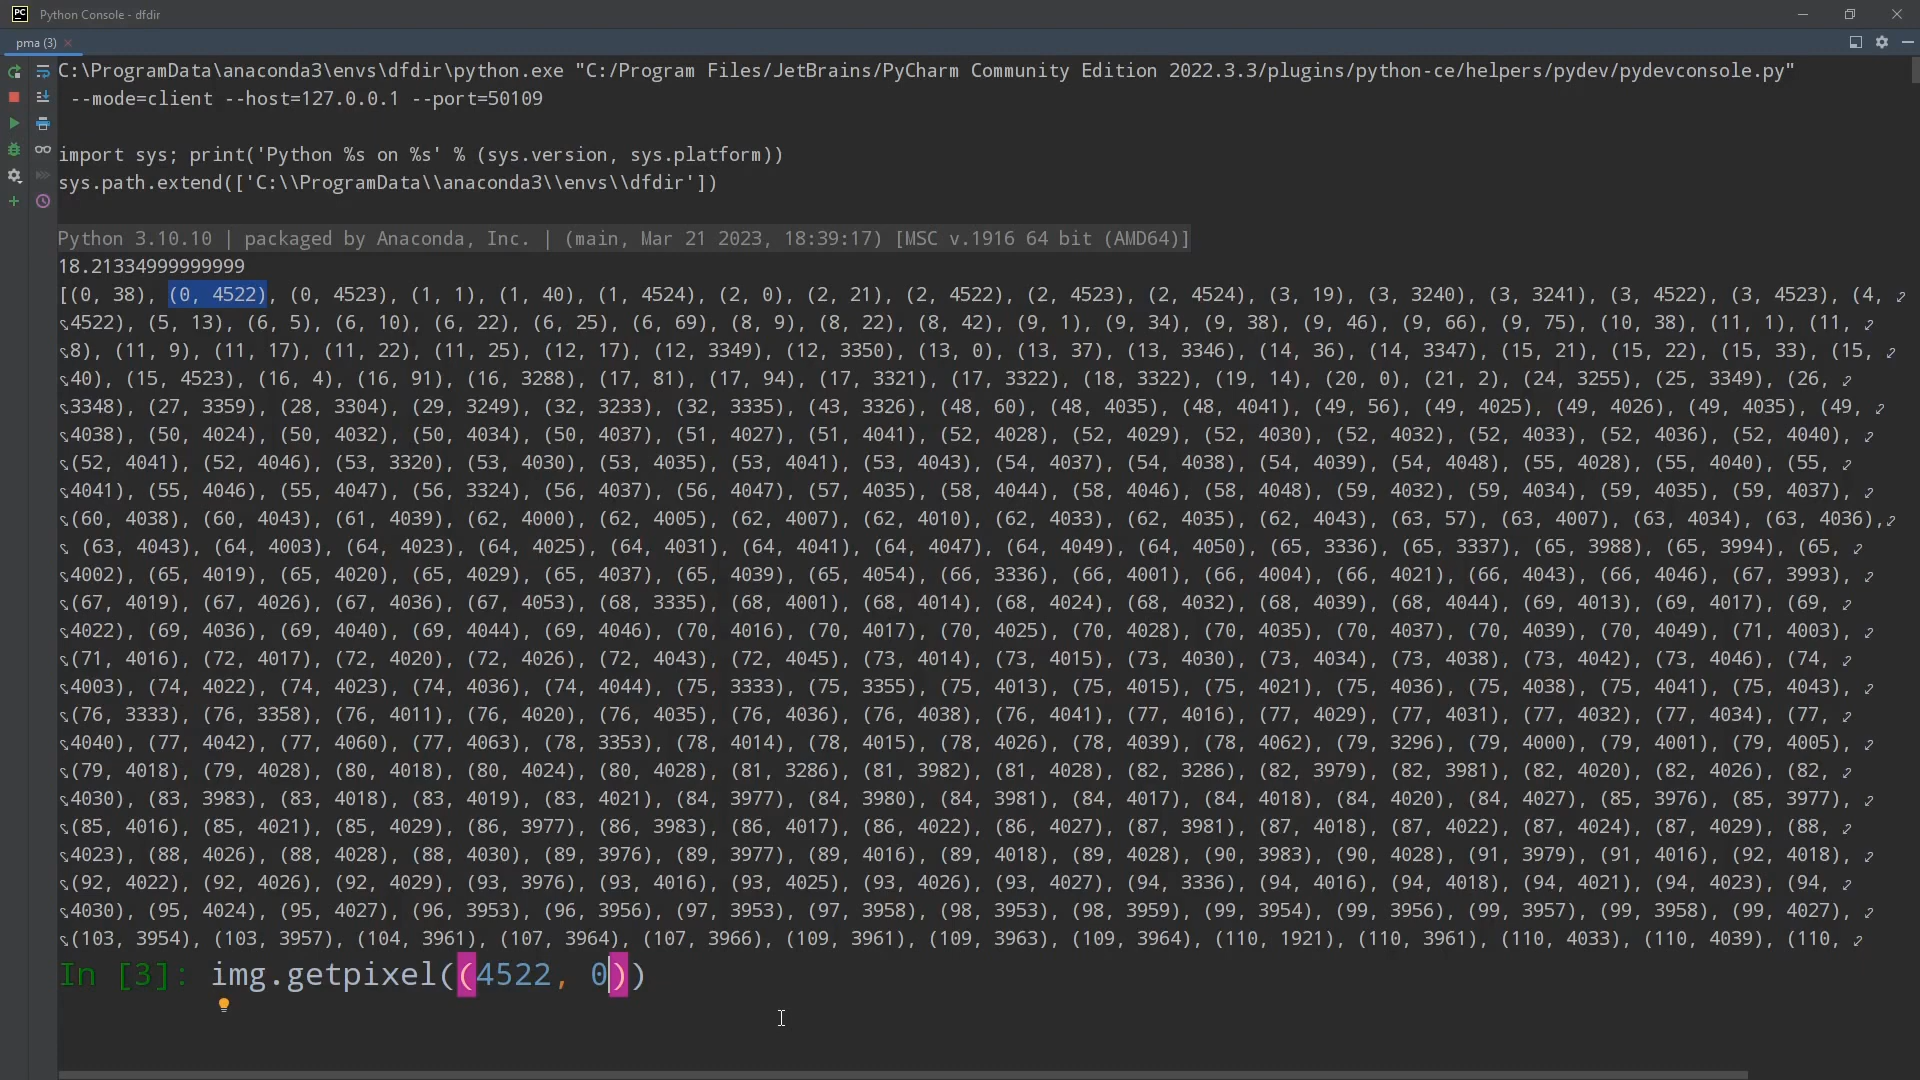 PC Python Console - dfdir
pma (3)
C:\ProgramData\anaconda3\envs\dfdir\python.exe "C:/Program Files/JetBrains/PyCharm Community Edition 2022.3.3/plugins/python-ce/helpers/pydev/pydevconsole.py"
--mode=client --host=127.0.0.1 --port=50109
import sys; print('Python %s on %s' % (sys.version, sys.platform))
sys.path.extend(['C:\\ProgramData\\anaconda3\\envs\\dfdir'])
Python 3.10.10 | packaged by Anaconda, Inc. | (main, Mar 21 2023, 18:39:17) [MSC v.1916 64 bit (AMD64)]
18.21334999999999
[(0, 38), (0, 4522), (0, 4523), (1, 1), (1, 40), (1, 4524), (2, 0), (2, 21), (2, 4522), (2, 4523), (2, 4524), (3, 19), (3, 3240), (3, 3241), (3, 4522), (3, 4523), (4,
4522), (5, 13), (6, 5), (6, 10), (6, 22), (6, 25), (6, 69), (8, 9), (8, 22), (8, 42), (9, 1), (9, 34), (9, 38), (9, 46), (9, 66), (9, 75), (10, 38), (11, 1), (11,
8), (11, 9), (11, 17), (11, 22), (11, 25), (12, 17), (12, 3349), (12, 3350), (13, 0), (13, 37), (13, 3346), (14, 36), (14, 3347), (15, 21), (15, 22), (15, 33), (15,
40), (15, 4523), (16, 4), (16, 91), (16, 3288), (17, 81), (17, 94), (17, 3321), (17, 3322), (18, 3322), (19, 14), (20, 0), (21, 2), (24, 3255), (25, 3349), (26,
3348), (27, 3359), (28, 3304), (29, 3249), (32, 3233), (32, 3335), (43, 3326), (48, 60), (48, 4035), (48, 4041), (49, 56), (49, 4025), (49, 4026), (49, 4035), (49,
4038), (50, 4024), (50, 4032), (50, 4034), (50, 4037), (51, 4027), (51, 4041), (52, 4028), (52, 4029), (52, 4030), (52, 4032), (52, 4033), (52, 4036), (52, 4040),
(52, 4041), (52, 4046), (53, 3320), (53, 4030), (53, 4035), (53, 4041), (53, 4043), (54, 4037), (54, 4038), (54, 4039), (54, 4048), (55, 4028), (55, 4040), (55,
4041), (55, 4046), (55, 4047), (56, 3324), (56, 4037), (56, 4047), (57, 4035), (58, 4044), (58, 4046), (58, 4048), (59, 4032), (59, 4034), (59, 4035), (59, 4037),
(60, 4038), (60, 4043), (61, 4039), (62, 4000), (62, 4005), (62, 4007), (62, 4010), (62, 4033), (62, 4035), (62, 4043), (63, 57), (63, 4007), (63, 4034), (63, 4036),
(63, 4043), (64, 4003), (64, 4023), (64, 4025), (64, 4031), (64, 4041), (64, 4047), (64, 4049), (64, 4050), (65, 3336), (65, 3337), (65, 3988), (65, 3994), (65,
4002), (65, 4019), (65, 4020), (65, 4029), (65, 4037), (65, 4039), (65, 4054), (66, 3336), (66, 4001), (66, 4004), (66, 4021), (66, 4043), (66, 4046), (67, 3993),
(67, 4019), (67, 4026), (67, 4036), (67, 4053), (68, 3335), (68, 4001), (68, 4014), (68, 4024), (68, 4032), (68, 4039), (68, 4044), (69, 4013), (69, 4017), (69,
4022), (69, 4036), (69, 4040), (69, 4044), (69, 4046), (70, 4016), (70, 4017), (70, 4025), (70, 4028), (70, 4035), (70, 4037), (70, 4039), (70, 4049), (71, 4003),
(71, 4016), (72, 4017), (72, 4020), (72, 4026), (72, 4043), (72, 4045), (73, 4014), (73, 4015), (73, 4030), (73, 4034), (73, 4038), (73, 4042), (73, 4046), (74,
4003), (74, 4022), (74, 4023), (74, 4036), (74, 4044), (75, 3333), (75, 3355), (75, 4013), (75, 4015), (75, 4021), (75, 4036), (75, 4038), (75, 4041), (75, 4043),
(76, 3333), (76, 3358), (76, 4011), (76, 4020), (76, 4035), (76, 4036), (76, 4038), (76, 4041), (77, 4016), (77, 4029), (77, 4031), (77, 4032), (77, 4034), (77,
4040), (77, 4042), (77, 4060), (77, 4063), (78, 3353), (78, 4014), (78, 4015), (78, 4026), (78, 4039), (78, 4062), (79, 3296), (79, 4000), (79, 4001), (79, 4005),
(79, 4018), (79, 4028), (80, 4018), (80, 4024), (80, 4028), (81, 3286), (81, 3982), (81, 4028), (82, 3286), (82, 3979), (82, 3981), (82, 4020), (82, 4026), (82,
4030), (83, 3983), (83, 4018), (83, 4019), (83, 4021), (84, 3977), (84, 3980), (84, 3981), (84, 4017), (84, 4018), (84, 4020), (84, 4027), (85, 3976), (85, 3977),
(85, 4016), (85, 4021), (85, 4029), (86, 3977), (86, 3983), (86, 4017), (86, 4022), (86, 4027), (87, 3981), (87, 4018), (87, 4022), (87, 4024), (87, 4029), (88,
4023), (88, 4026), (88, 4028), (88, 4030), (89, 3976), (89, 3977), (89, 4016), (89, 4018), (89, 4028), (90, 3983), (90, 4028), (91, 3979), (91, 4016), (92, 4018),
(92, 4022), (92, 4026), (92, 4029), (93, 3976), (93, 4016), (93, 4025), (93, 4026), (93, 4027), (94, 3336), (94, 4016), (94, 4018), (94, 4021), (94, 4023), (94,
4030), (95, 4024), (95, 4027), (96, 3953), (96, 3956), (97, 3953), (97, 3958), (98, 3953), (98, 3959), (99, 3954), (99, 3956), (99, 3957), (99, 3958), (99, 4027),
(103, 3954), (103, 3957), (104, 3961), (107, 3964), (107, 3966), (109, 3961), (109, 3963), (109, 3964), (110, 1921), (110, 3961), (110, 4033), (110, 4039), (110,
In [3]: img.getpixel((4522, 0))